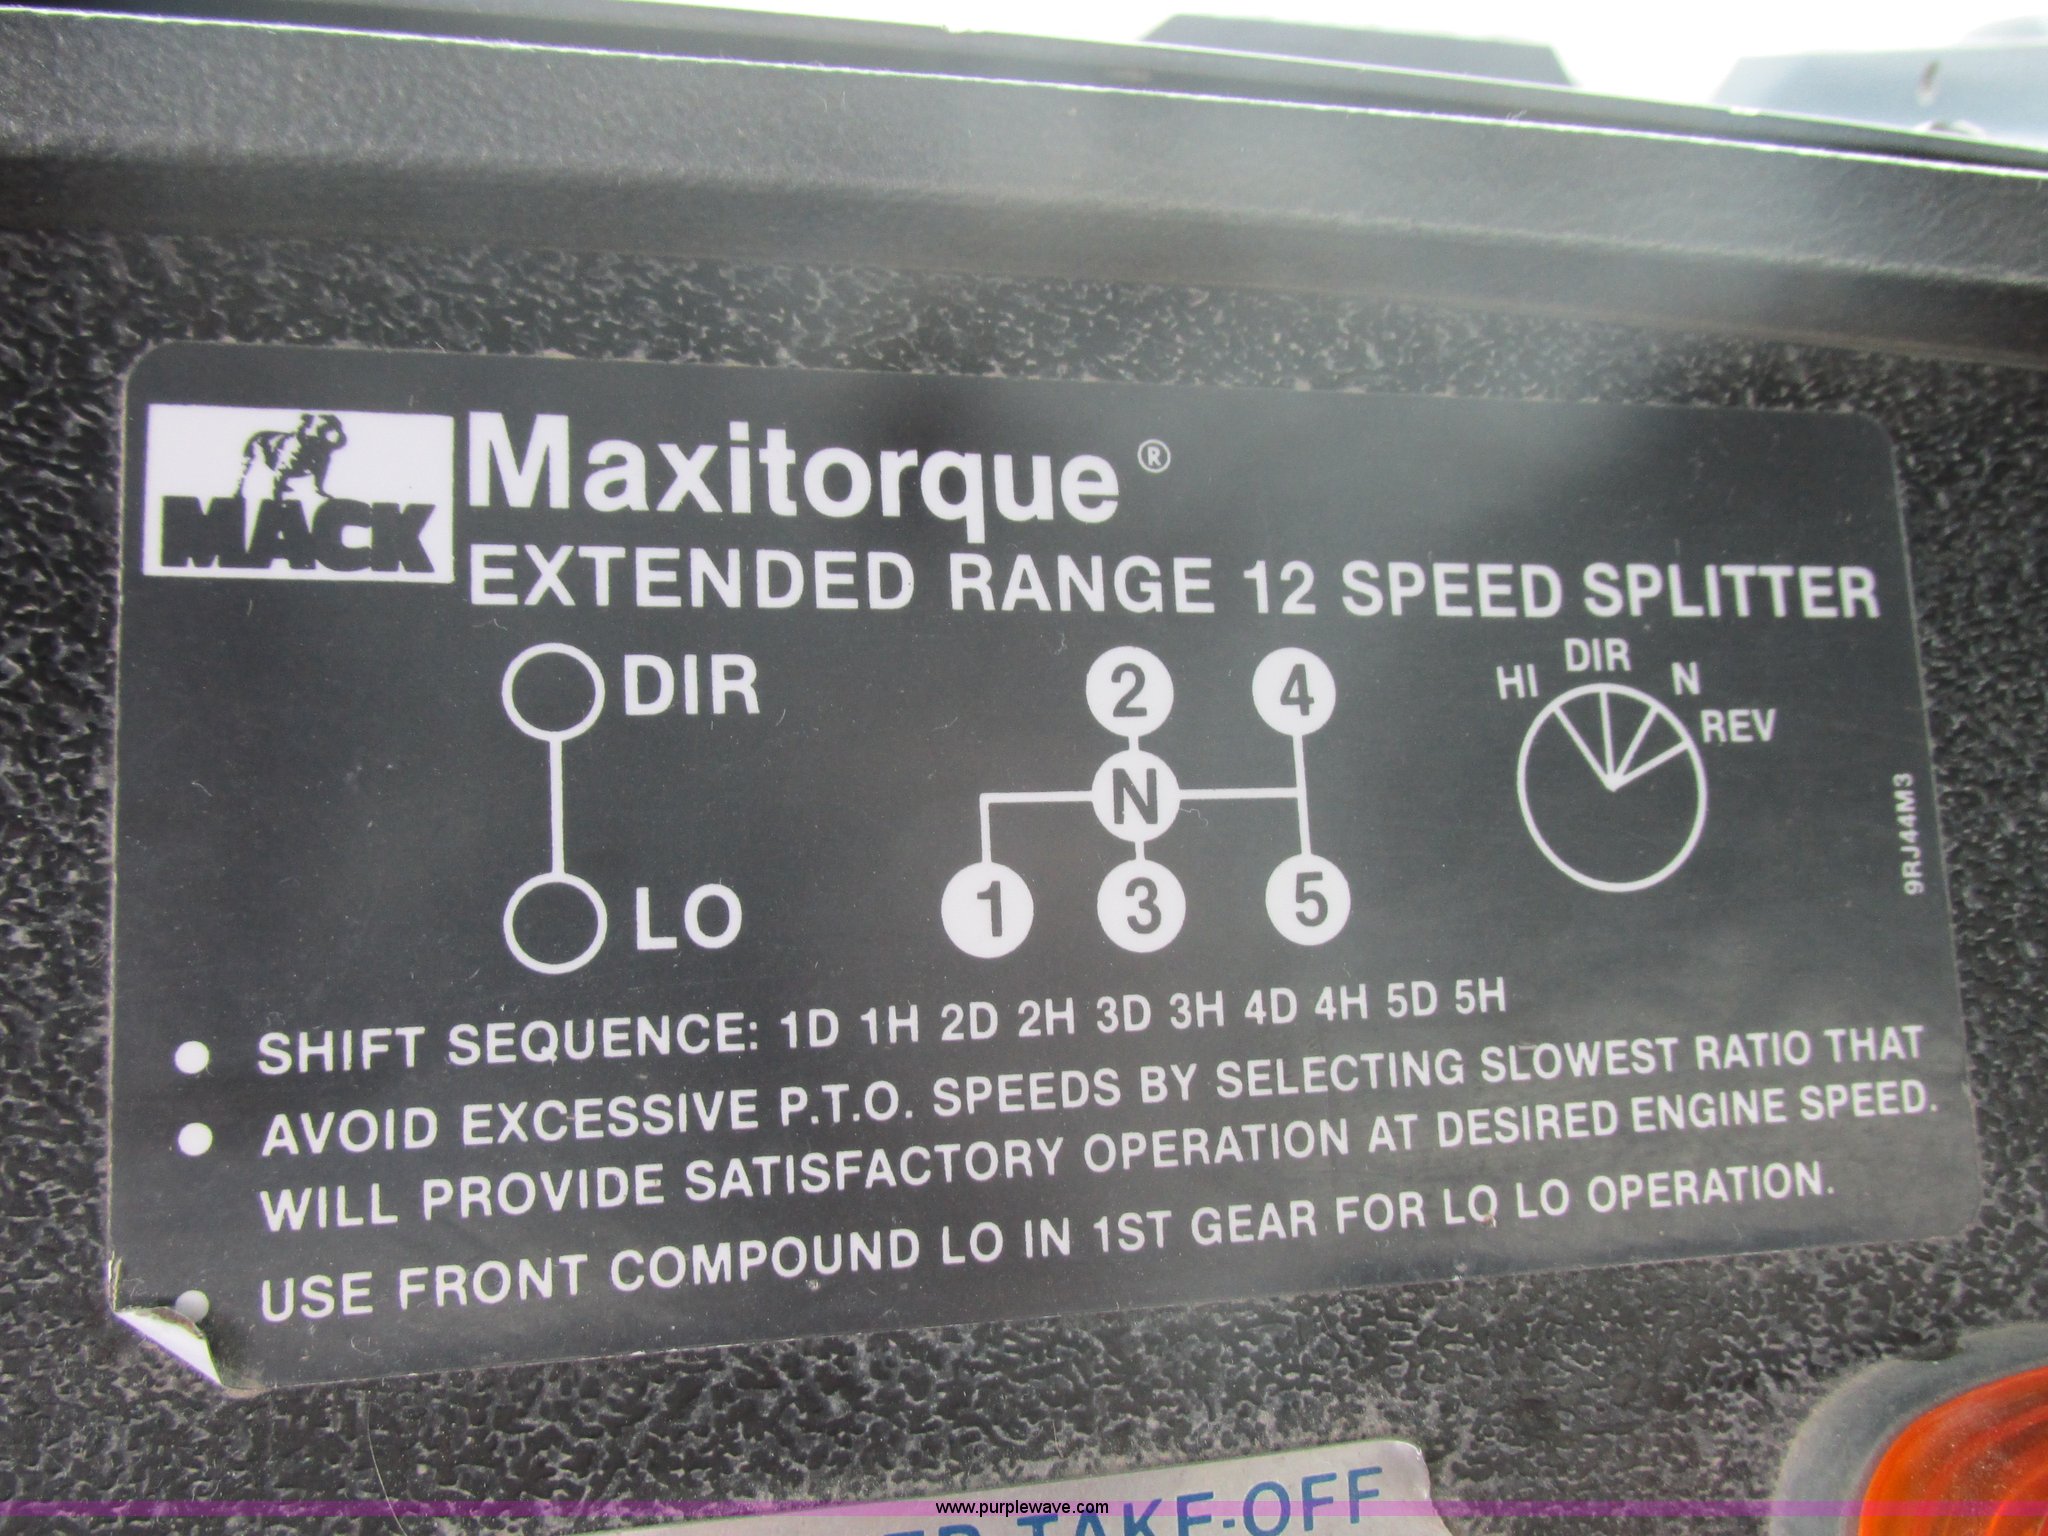 MACK
Maxitorque®
EXTENDED RANGE 12 SPEED SPLITTER
DIR
LO
2 4
N
1 3 5
HI DIR N REV
9RJ44M3
• SHIFT SEQUENCE: 1D 1H 2D 2H 3D 3H 4D 4H 5D 5H
• AVOID EXCESSIVE P.T.O. SPEEDS BY SELECTING SLOWEST RATIO THAT
WILL PROVIDE SATISFACTORY OPERATION AT DESIRED ENGINE SPEED.
• USE FRONT COMPOUND LO IN 1ST GEAR FOR LO LO OPERATION.
TAKE-OFF
www.purplewave.com